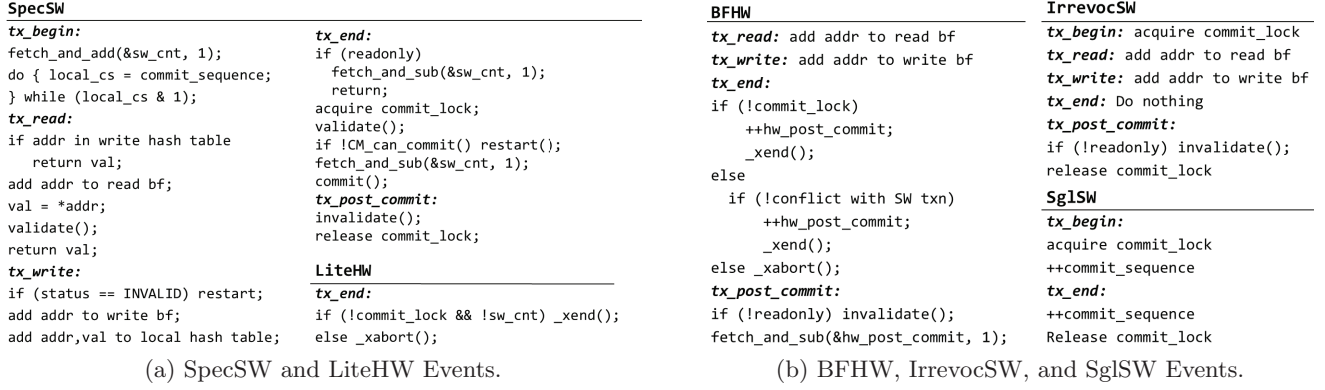 SpecSW
tx_begin:
fetch_and_add(&sw_cnt, 1);
do { local_cs = commit_sequence;
} while (local_cs & 1);
tx_read:
if addr in write hash table
return val;
add addr to read bf;
val = *addr;
validate();
return val;
tx_write:
if (status == INVALID) restart;
add addr to write bf;
add addr,val to local hash table;
tx_end:
if (readonly)
fetch_and_sub(&sw_cnt, 1);
return;
acquire commit_lock;
validate();
if !CM_can_commit() restart();
fetch_and_sub(&sw_cnt, 1);
commit();
tx_post_commit:
invalidate();
release commit_lock;
LiteHW
tx_end:
if (!commit_lock && !sw_cnt) _xend();
else _xabort();
(a) SpecSW and LiteHW Events.
BFHW
tx_read: add addr to read bf
tx_write: add addr to write bf
tx_end:
if (!commit_lock)
++hw_post_commit;
_xend();
else
if (!conflict with SW txn)
++hw_post_commit;
_xend();
else _xabort();
tx_post_commit:
if (!readonly) invalidate();
fetch_and_sub(&hw_post_commit, 1);
IrrevocSW
tx_begin: acquire commit_lock
tx_read: add addr to read bf
tx_write: add addr to write bf
tx_end: Do nothing
tx_post_commit:
if (!readonly) invalidate();
release commit_lock
SglSW
tx_begin:
acquire commit_lock
++commit_sequence
tx_end:
++commit_sequence
Release commit_lock
(b) BFHW, IrrevocSW, and SglSW Events.